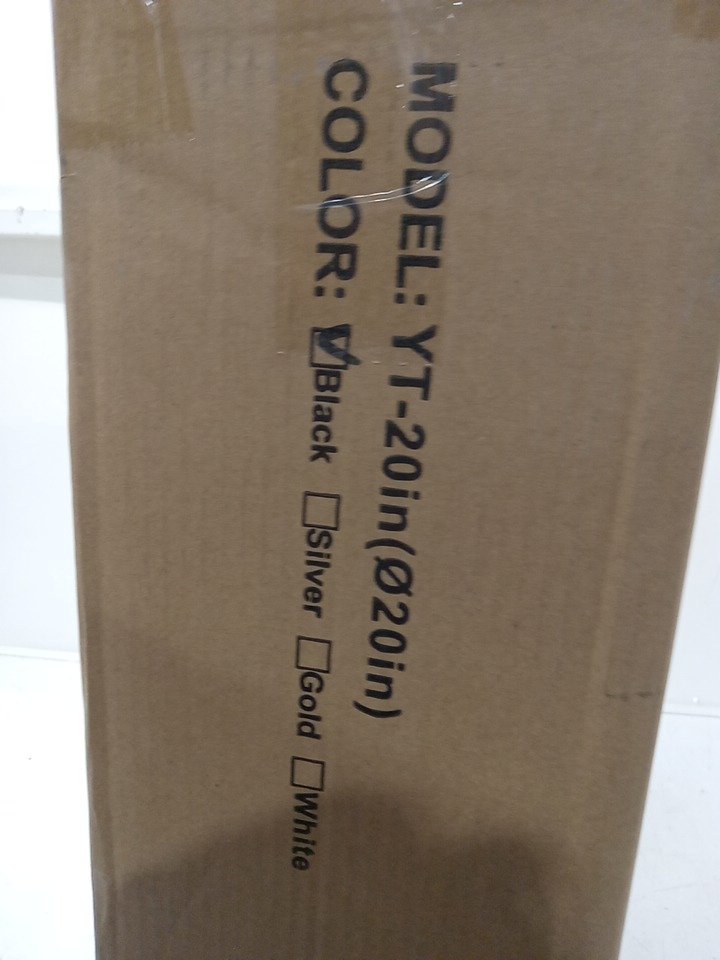 MODEL: YT-20in(Ø20in)
COLOR: ☑Black ☐Silver ☐Gold ☐White